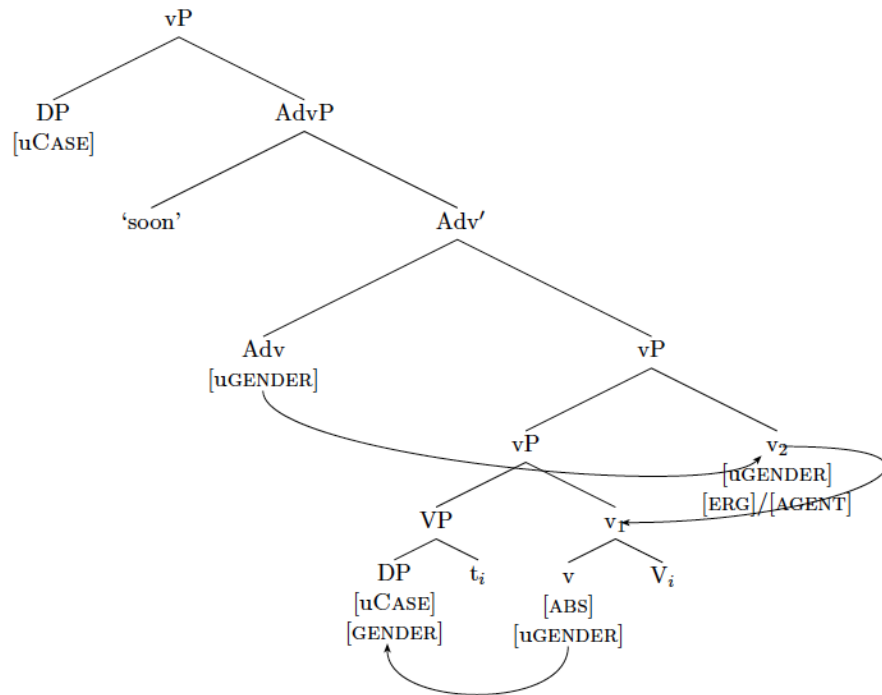 vP
DP
[uCASE]
AdvP
‘soon’
Adv′
Adv
[uGENDER]
vP
vP
v₂
[uGENDER]
[ERG]/[AGENT]
VP
v₁
DP
[uCASE]
[GENDER]
tᵢ
v
[ABS]
[uGENDER]
Vᵢ